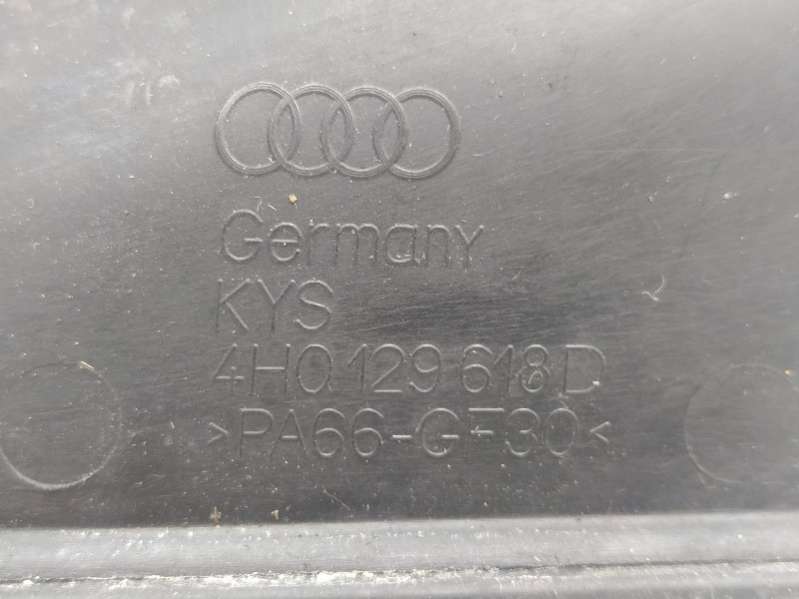 Germany
KYS
4H0 129 618 D
>PA66-GF30<